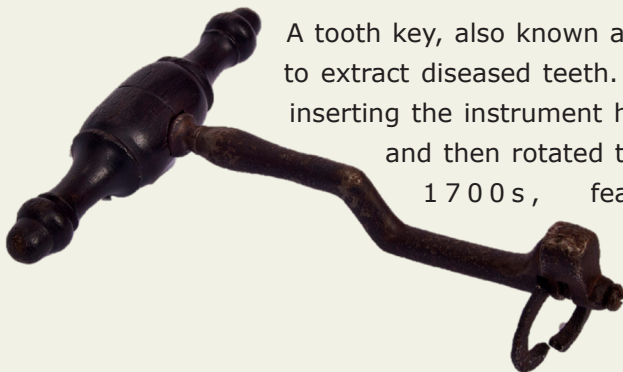 A tooth key, also known a
to extract diseased teeth.
inserting the instrument h
and then rotated t
1700s, fea